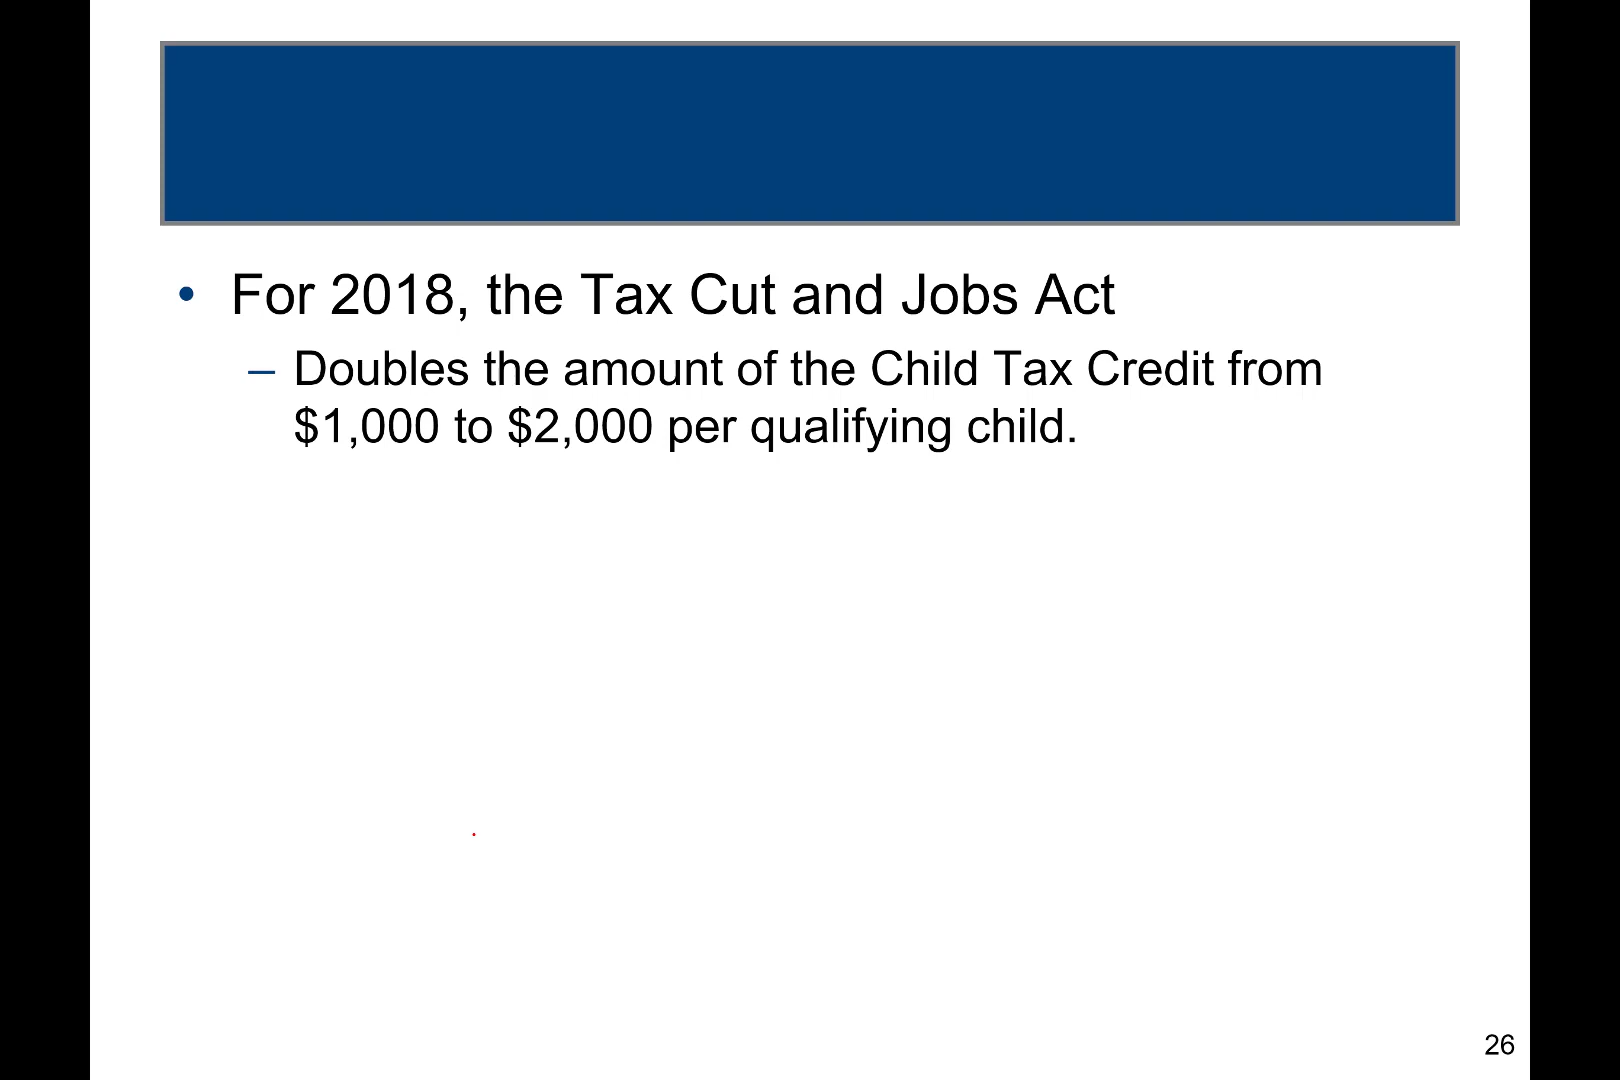 • For 2018, the Tax Cut and Jobs Act
– Doubles the amount of the Child Tax Credit from
$1,000 to $2,000 per qualifying child.
26